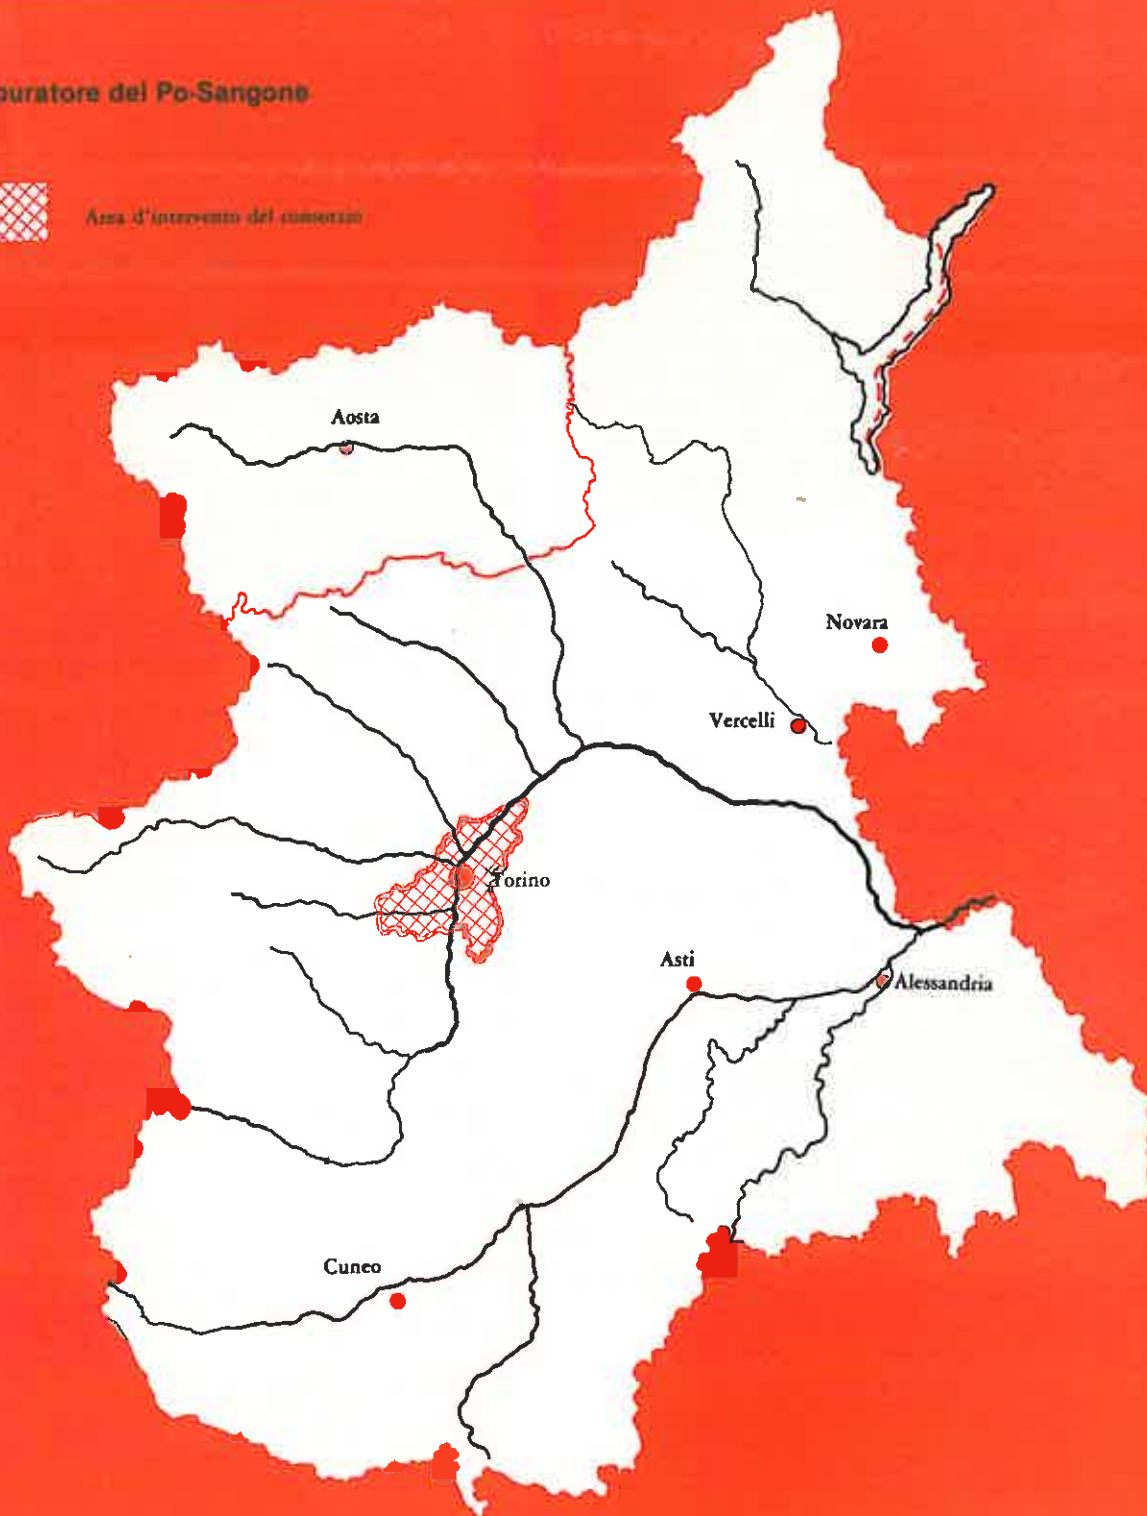 puratore del Po-Sangone
Area d'intervento del consorzio
Aosta
Novara
Vercelli
Torino
Asti
Alessandria
Cuneo